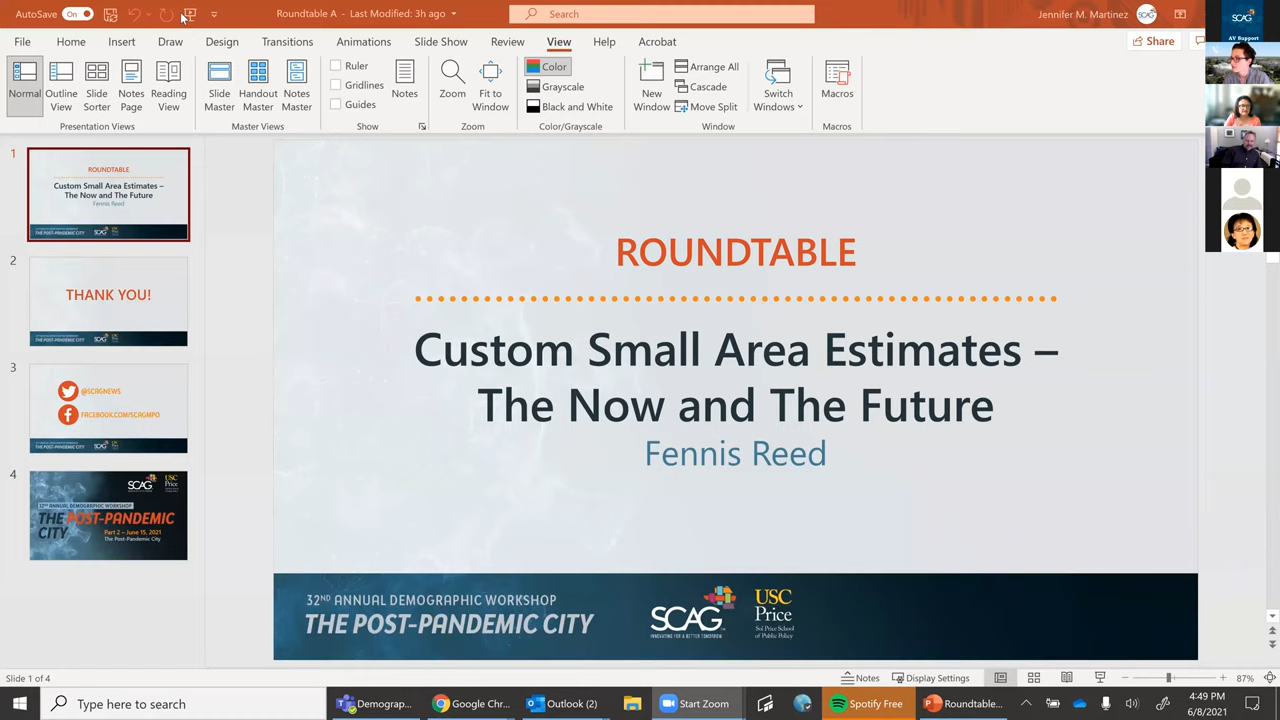 AutoSave On
Roundtable A - Last Modified: 3h ago
Search
Jennifer M. Martinez
File Home Insert Draw Design Transitions Animations Slide Show Review View Help Acrobat
Share
Normal
Outline View
Slide Sorter
Notes Page
Reading View
Presentation Views
Slide Master
Handout Master
Notes Master
Master Views
Ruler
Gridlines
Guides
Show
Notes
Zoom
Fit to Window
Zoom
Color
Grayscale
Black and White
Color/Grayscale
New Window
Arrange All
Cascade
Move Split
Switch Windows
Window
Macros
Macros
SCAG
AV Support
1
ROUNDTABLE
Custom Small Area Estimates –
The Now and The Future
Fennis Reed
THE POST-PANDEMIC CITY
SCAG
2
THANK YOU!
THE POST-PANDEMIC CITY
SCAG
3
@SCAGNEWS
FACEBOOK.COM/SCAGMPO
THE POST-PANDEMIC CITY
SCAG
4
SCAG
USC Price
32ND ANNUAL DEMOGRAPHIC WORKSHOP
THE POST-PANDEMIC
CITY
Part 2 – June 15, 2021
The Post-Pandemic City
ROUNDTABLE
Custom Small Area Estimates –
The Now and The Future
Fennis Reed
32ND ANNUAL DEMOGRAPHIC WORKSHOP
THE POST-PANDEMIC CITY
SCAG
INNOVATING FOR A BETTER TOMORROW
USC Price
Sol Price School
of Public Policy
Slide 1 of 4
Notes
Display Settings
87%
Type here to search
Demograp...
Google Chr...
Outlook (2)
Start Zoom
Spotify Free
Roundtable...
4:49 PM
6/8/2021